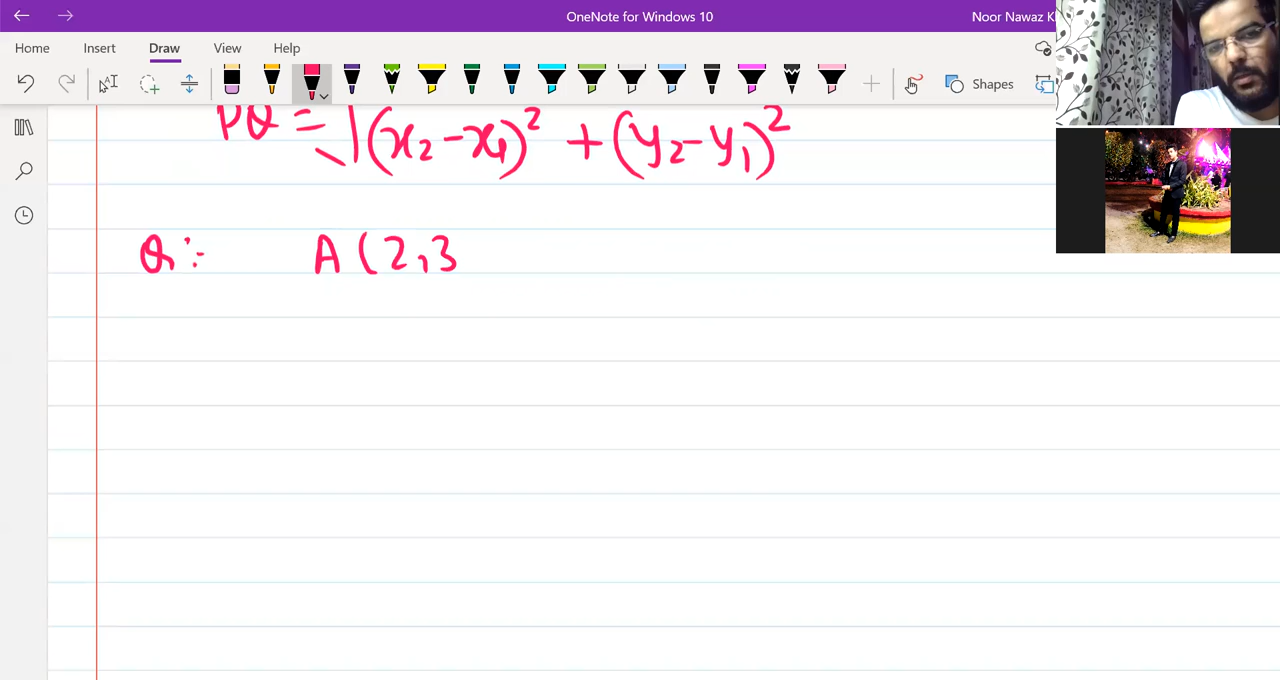 OneNote for Windows 10
Noor Nawaz K
Home Insert Draw View Help
Shapes
PQ = √(x₂-x₁)² + (y₂-y₁)²
Q:- A (2,3